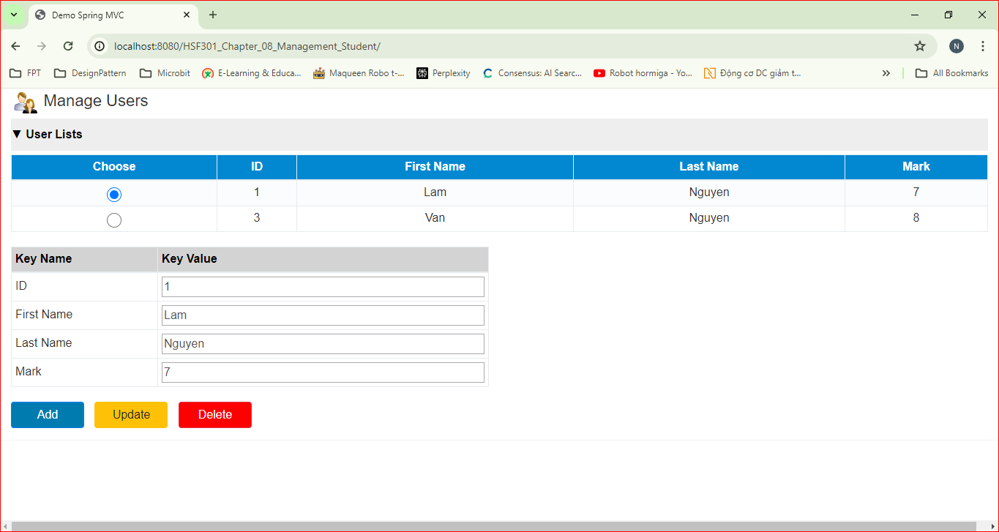 Demo Spring MVC
localhost:8080/HSF301_Chapter_08_Management_Student/
N
FPT DesignPattern Microbit E-Learning & Educa... Maqueen Robo t-... Perplexity Consensus: AI Searc... Robot hormiga - Yo... Động cơ DC giảm t... All Bookmarks
Manage Users
▼ User Lists
Choose ID First Name Last Name Mark
1 Lam Nguyen 7
3 Van Nguyen 8
Key Name Key Value
ID 1
First Name Lam
Last Name Nguyen
Mark 7
Add Update Delete